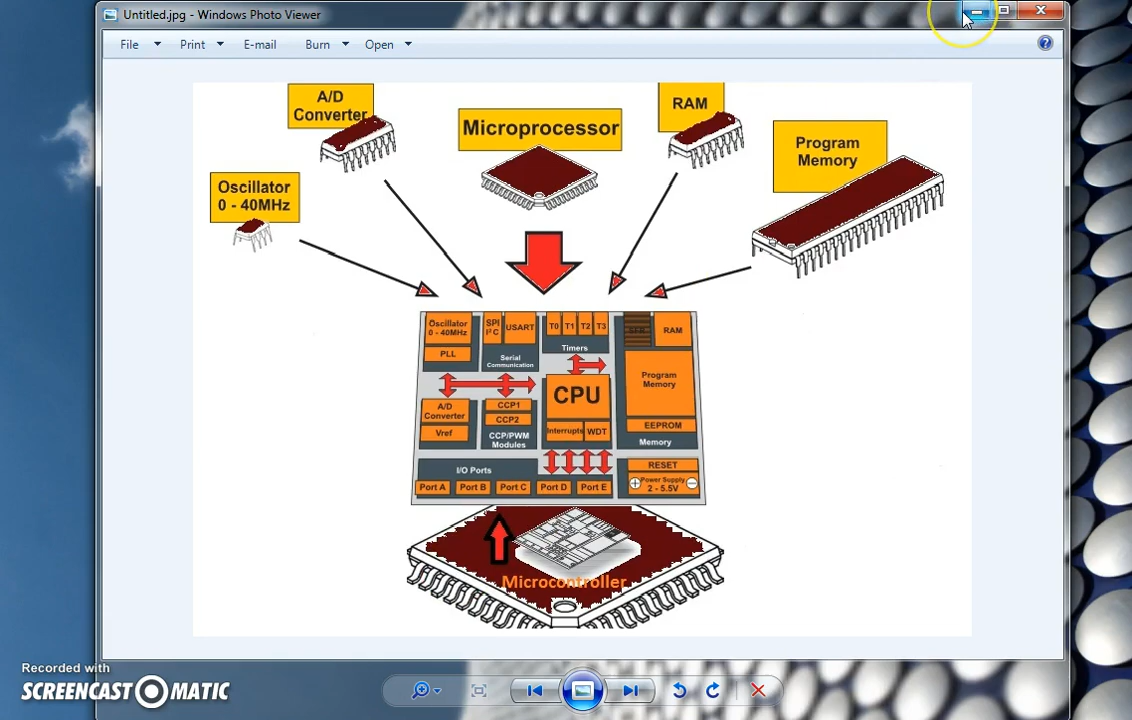 Untitled.jpg - Windows Photo Viewer
File Print E-mail Burn Open
A/D
Converter
Microprocessor
RAM
Program
Memory
Oscillator
0 - 40MHz
Oscillator
0 - 40MHz
PLL
SPI
I²C
USART
Serial
Communication
T0 T1 T2 T3
Timers
RAM
Program
Memory
EEPROM
Memory
A/D
Converter
Vref
CCP1
CCP2
CCP/PWM
Modules
CPU
Interrupts
WDT
I/O Ports
Port A Port B Port C Port D Port E
RESET
Power Supply
2 - 5.5V
Microcontroller
Recorded with
SCREENCAST MATIC